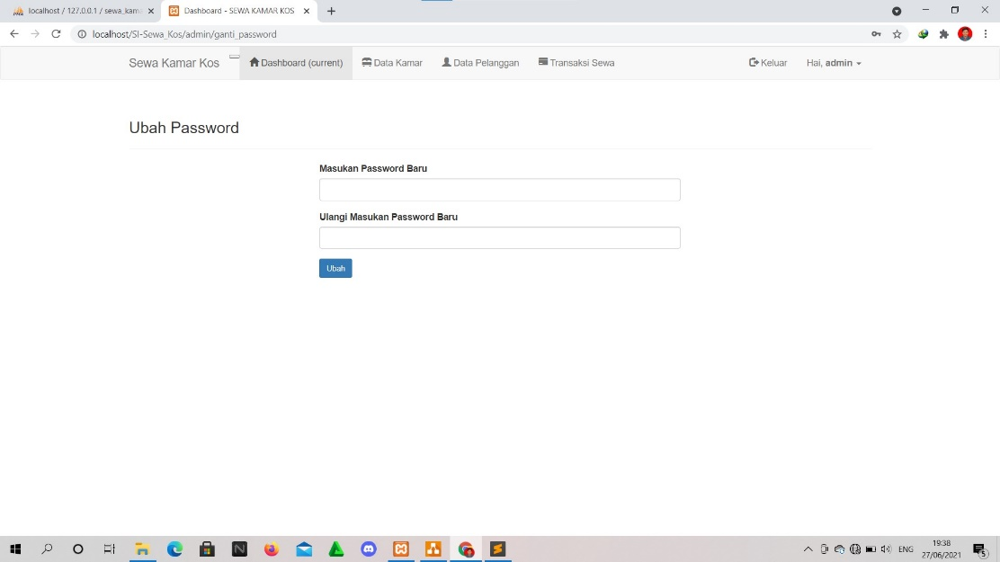 localhost / 127.0.0.1 / sewa_kama
Dashboard - SEWA KAMAR KOS
localhost/SI-Sewa_Kos/admin/ganti_password
Sewa Kamar Kos Dashboard (current) Data Kamar Data Pelanggan Transaksi Sewa Keluar Hai, admin
Ubah Password
Masukan Password Baru
Ulangi Masukan Password Baru
Ubah
ENG
19:38
27/06/2021
5